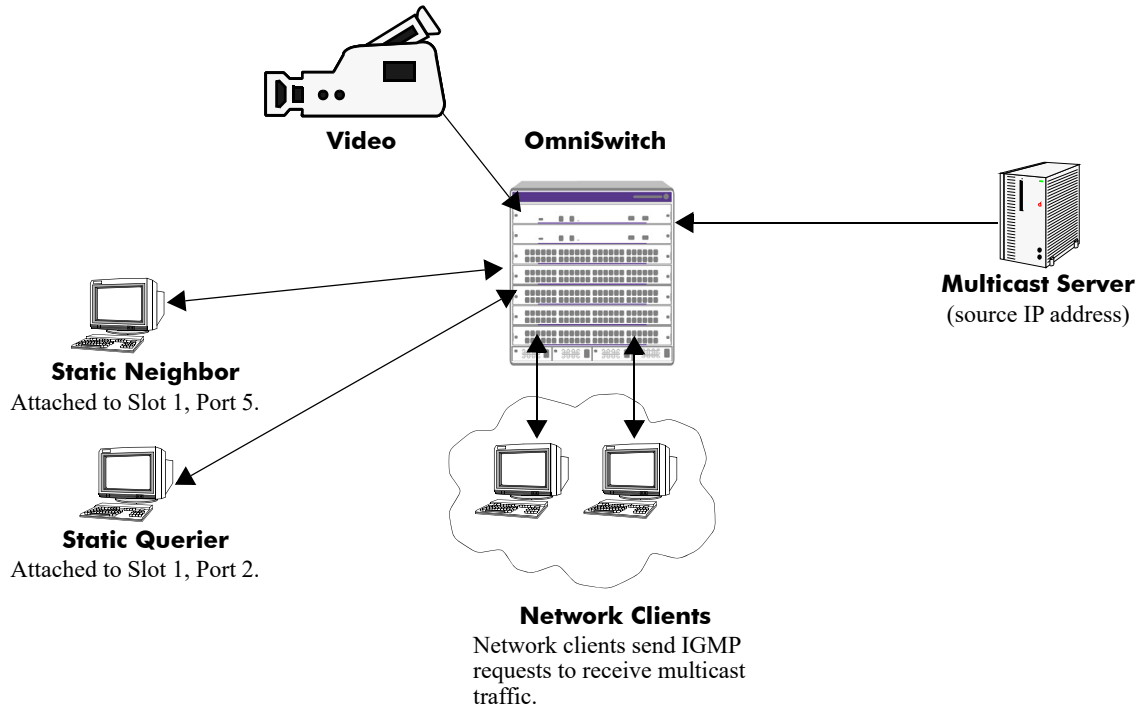 Video
OmniSwitch
Multicast Server
(source IP address)
Static Neighbor
Attached to Slot 1, Port 5.
Static Querier
Attached to Slot 1, Port 2.
Network Clients
Network clients send IGMP
requests to receive multicast
traffic.